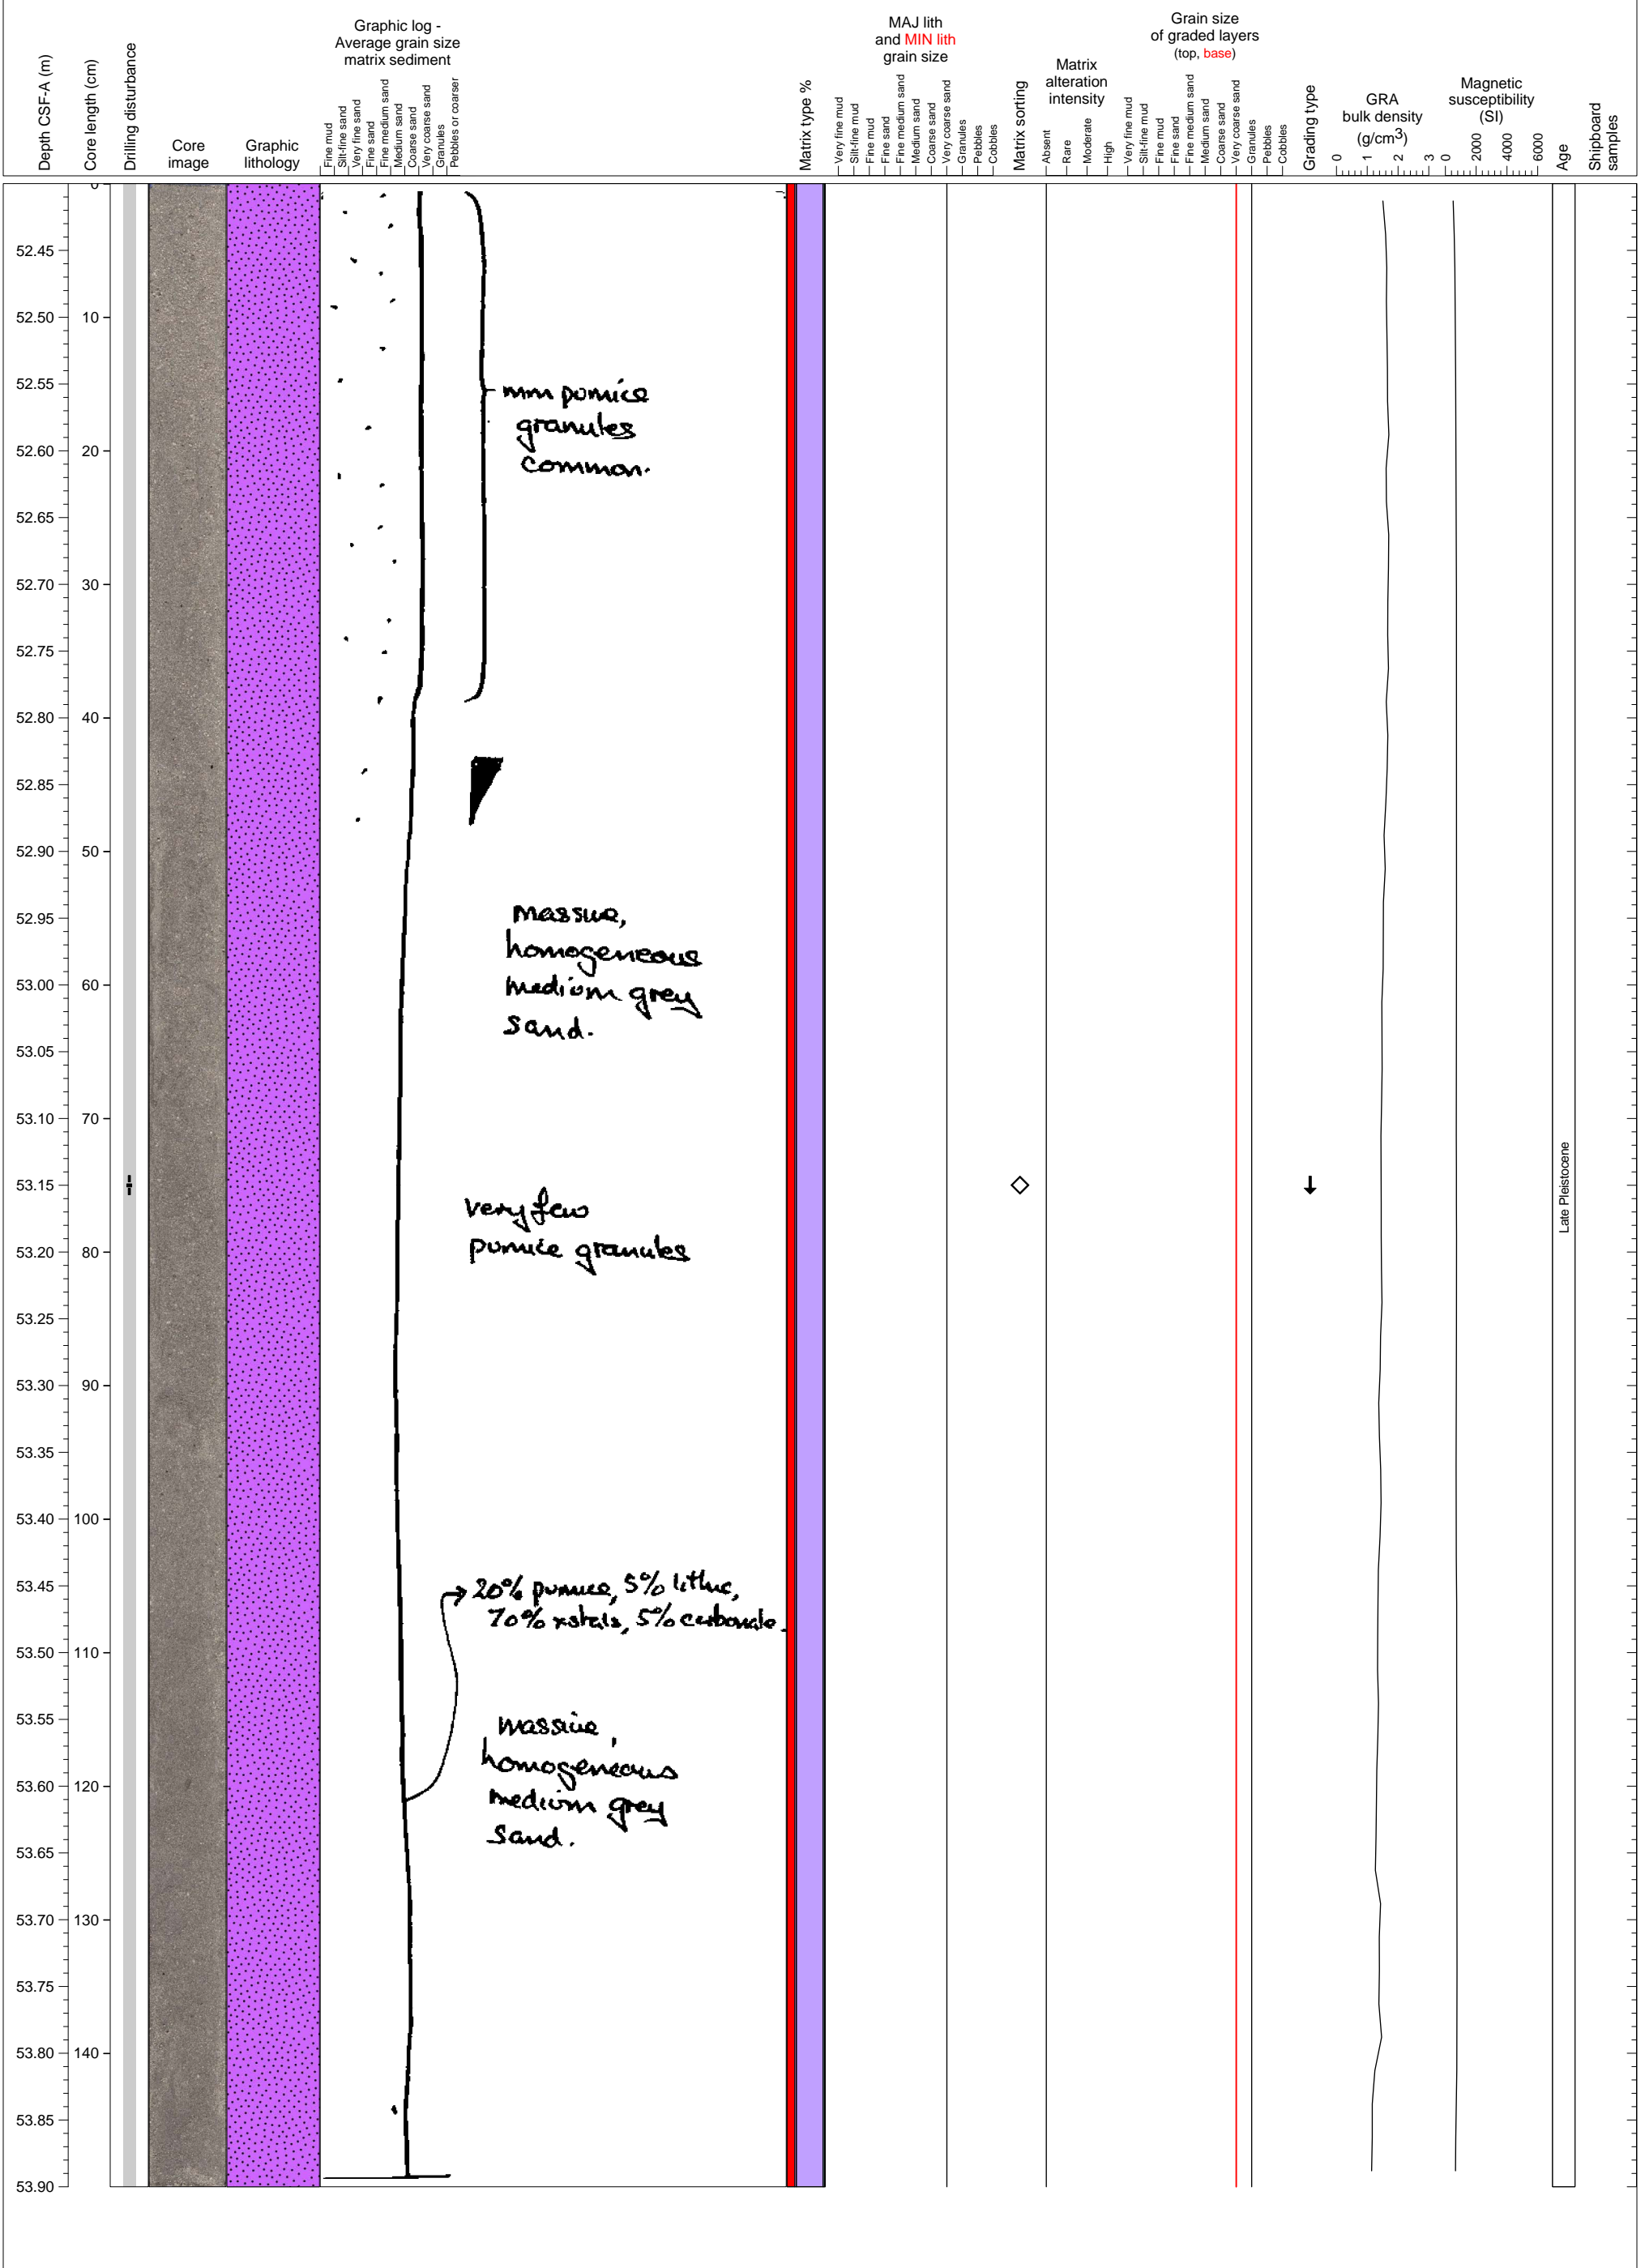 Depth CSF-A (m)
Core length (cm)
Drilling disturbance
Core
image
Graphic
lithology
Graphic log -
Average grain size
matrix sediment
Fine mud
Silt-fine sand
Very fine sand
Fine sand
Fine medium sand
Medium sand
Coarse sand
Very coarse sand
Granules
Pebbles or coarser
Matrix type %
MAJ lith
and MIN lith
grain size
Very fine mud
Silt-fine mud
Fine mud
Fine sand
Fine medium sand
Medium sand
Coarse sand
Very coarse sand
Granules
Pebbles
Cobbles
Matrix sorting
Matrix
alteration
intensity
Absent
Rare
Moderate
High
Grain size
of graded layers
(top, base)
Very fine mud
Silt-fine mud
Fine mud
Fine sand
Fine medium sand
Medium sand
Coarse sand
Very coarse sand
Granules
Pebbles
Cobbles
Grading type
GRA
bulk density
(g/cm3)
0 1 2 3
Magnetic
susceptibility
(SI)
0 2000 4000 6000
Age
Shipboard
samples
0
52.45
52.50 10
52.55
mm pumice
granules
common.
52.60 20
52.65
52.70 30
52.75
52.80 40
52.85
52.90 50
52.95
Massive,
homogeneous
medium grey
sand.
53.00 60
53.05
53.10 70
53.15
Late Pleistocene
very few
pumice granules
53.20 80
53.25
53.30 90
53.35
53.40 100
53.45
20% pumice, 5% lithic,
70% xstals, 5% carbonate.
53.50 110
53.55
massive,
homogeneous
medium grey
sand.
53.60 120
53.65
53.70 130
53.75
53.80 140
53.85
53.90